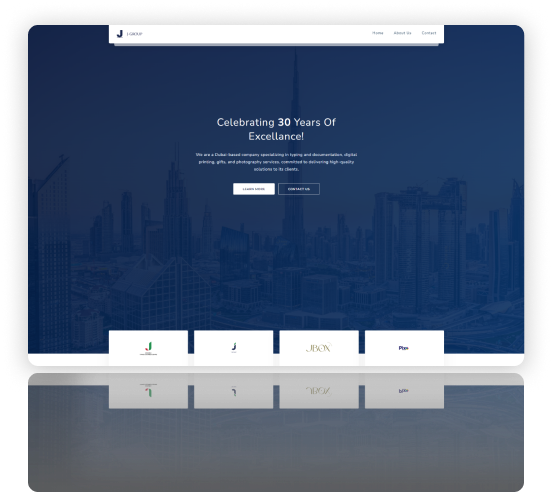 J GROUP
Home About Us Contact
Celebrating 30 Years Of
Excellence!
We are a Dubai-based company specializing in typing and documentation, digital
printing, gifts, and photography services, committed to delivering high-quality
solutions to its clients.
LEARN MORE CONTACT US
J J JBOX Pixe